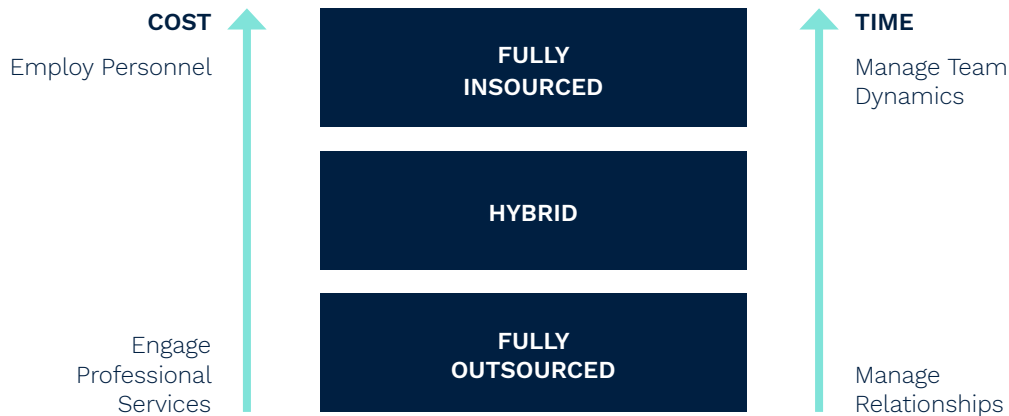 COST
Employ Personnel
Engage
Professional
Services
FULLY
INSOURCED
HYBRID
FULLY
OUTSOURCED
TIME
Manage Team
Dynamics
Manage
Relationships